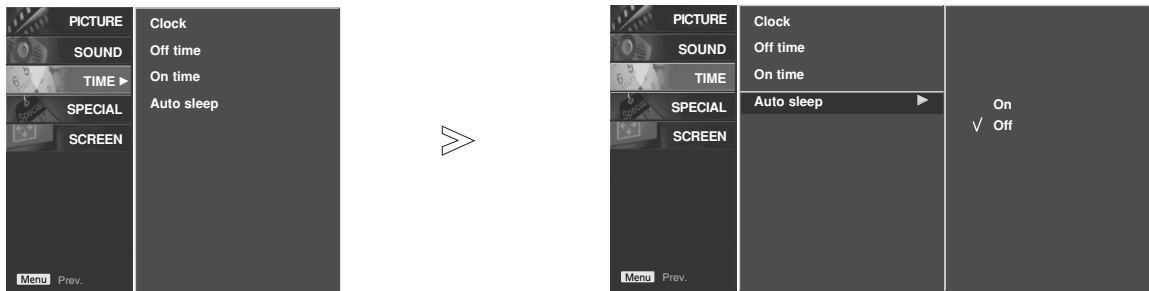 PICTURE
SOUND
TIME
SPECIAL
SCREEN
Clock
Off time
On time
Auto sleep
Menu Prev.
PICTURE
SOUND
TIME
SPECIAL
SCREEN
Clock
Off time
On time
Auto sleep
On
√ Off
Menu Prev.